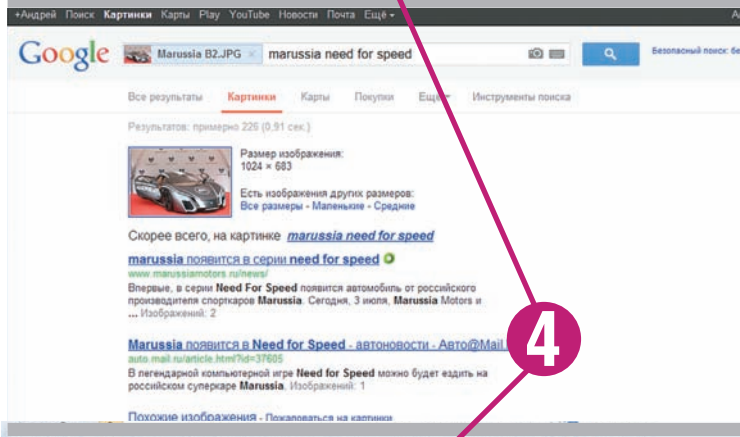 +Андрей Поиск Картинки Карты Play YouTube Новости Почта Ещё
Google Marussia B2.JPG × marussia need for speed Безопасный поиск:
Все результаты Картинки Карты Покупки Ещё Инструменты поиска
Результатов: примерно 226 (0,91 сек.)
Размер изображения:
1024 × 683
Есть изображения других размеров:
Все размеры - Маленькие - Средние
Скорее всего, на картинке marussia need for speed
marussia появится в серии need for speed
www.marussiamotors.ru/news/
Впервые, в серии Need For Speed появится автомобиль от российского
производителя спорткаров Marussia. Сегодня, 3 июля, Marussia Motors и
... Изображений: 2
Marussia появится в Need for Speed - автоновости - Авто@Mail.
auto.mail.ru/article.html?id=37605
В легендарной компьютерной игре Need for Speed можно будет ездить на
российском суперкаре Marussia. Изображений: 1
Похожие изображения - Пожаловаться на картинки
4